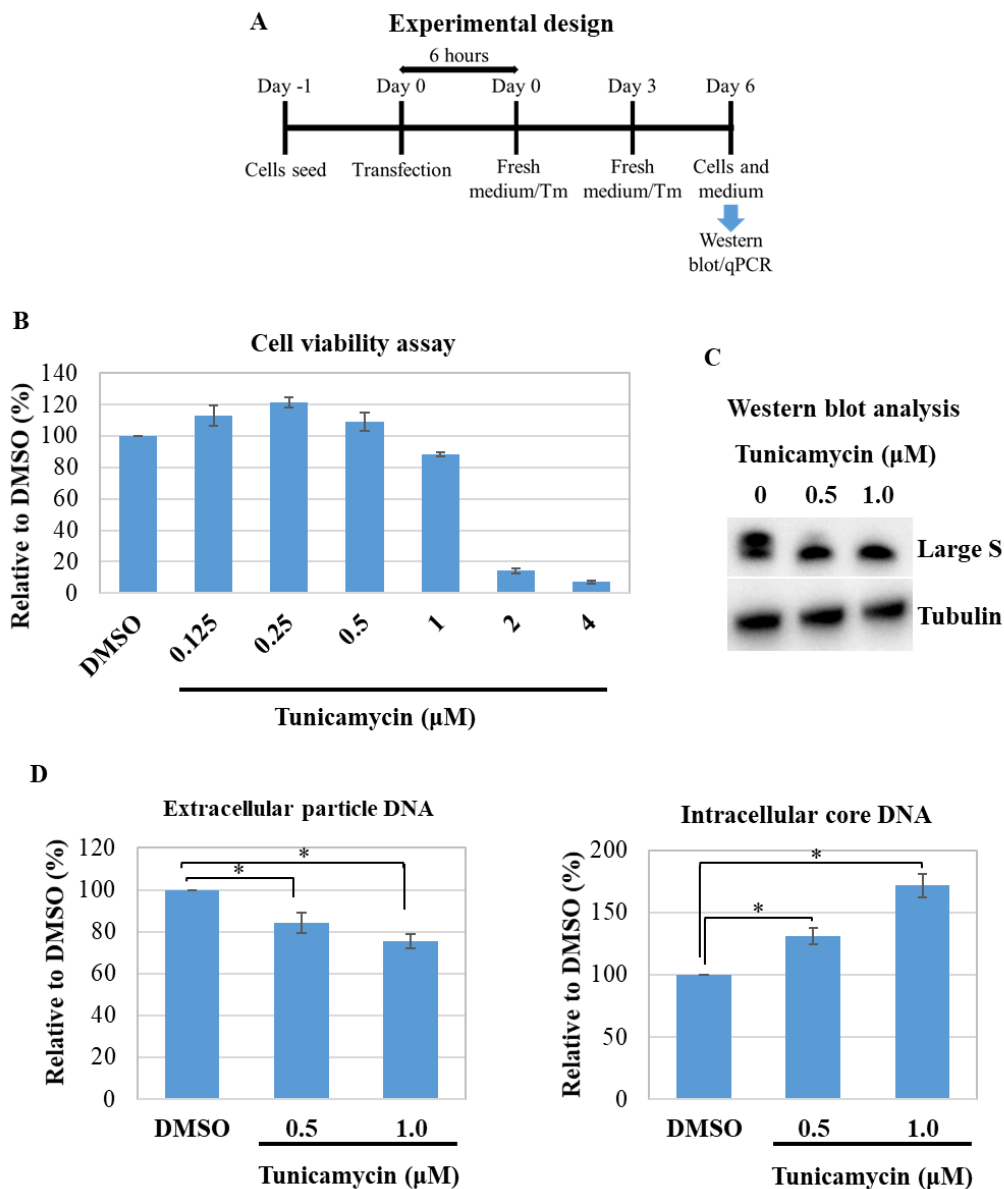 A
Experimental design
6 hours
Day -1
Day 0
Day 0
Day 3
Day 6
Cells seed
Transfection
Fresh
medium/Tm
Fresh
medium/Tm
Cells and
medium
Western
blot/qPCR
B
Cell viability assay
Relative to DMSO (%)
140
120
100
80
60
40
20
0
DMSO
0.125
0.25
0.5
1
2
4
Tunicamycin (µM)
C
Western blot analysis
Tunicamycin (µM)
0 0.5 1.0
Large S
Tubulin
D
Extracellular particle DNA
Relative to DMSO (%)
120
100
80
60
40
20
0
*
*
DMSO 0.5 1.0
Tunicamycin (µM)
Intracellular core DNA
Relative to DMSO (%)
200
150
100
50
0
*
*
DMSO 0.5 1.0
Tunicamycin (µM)